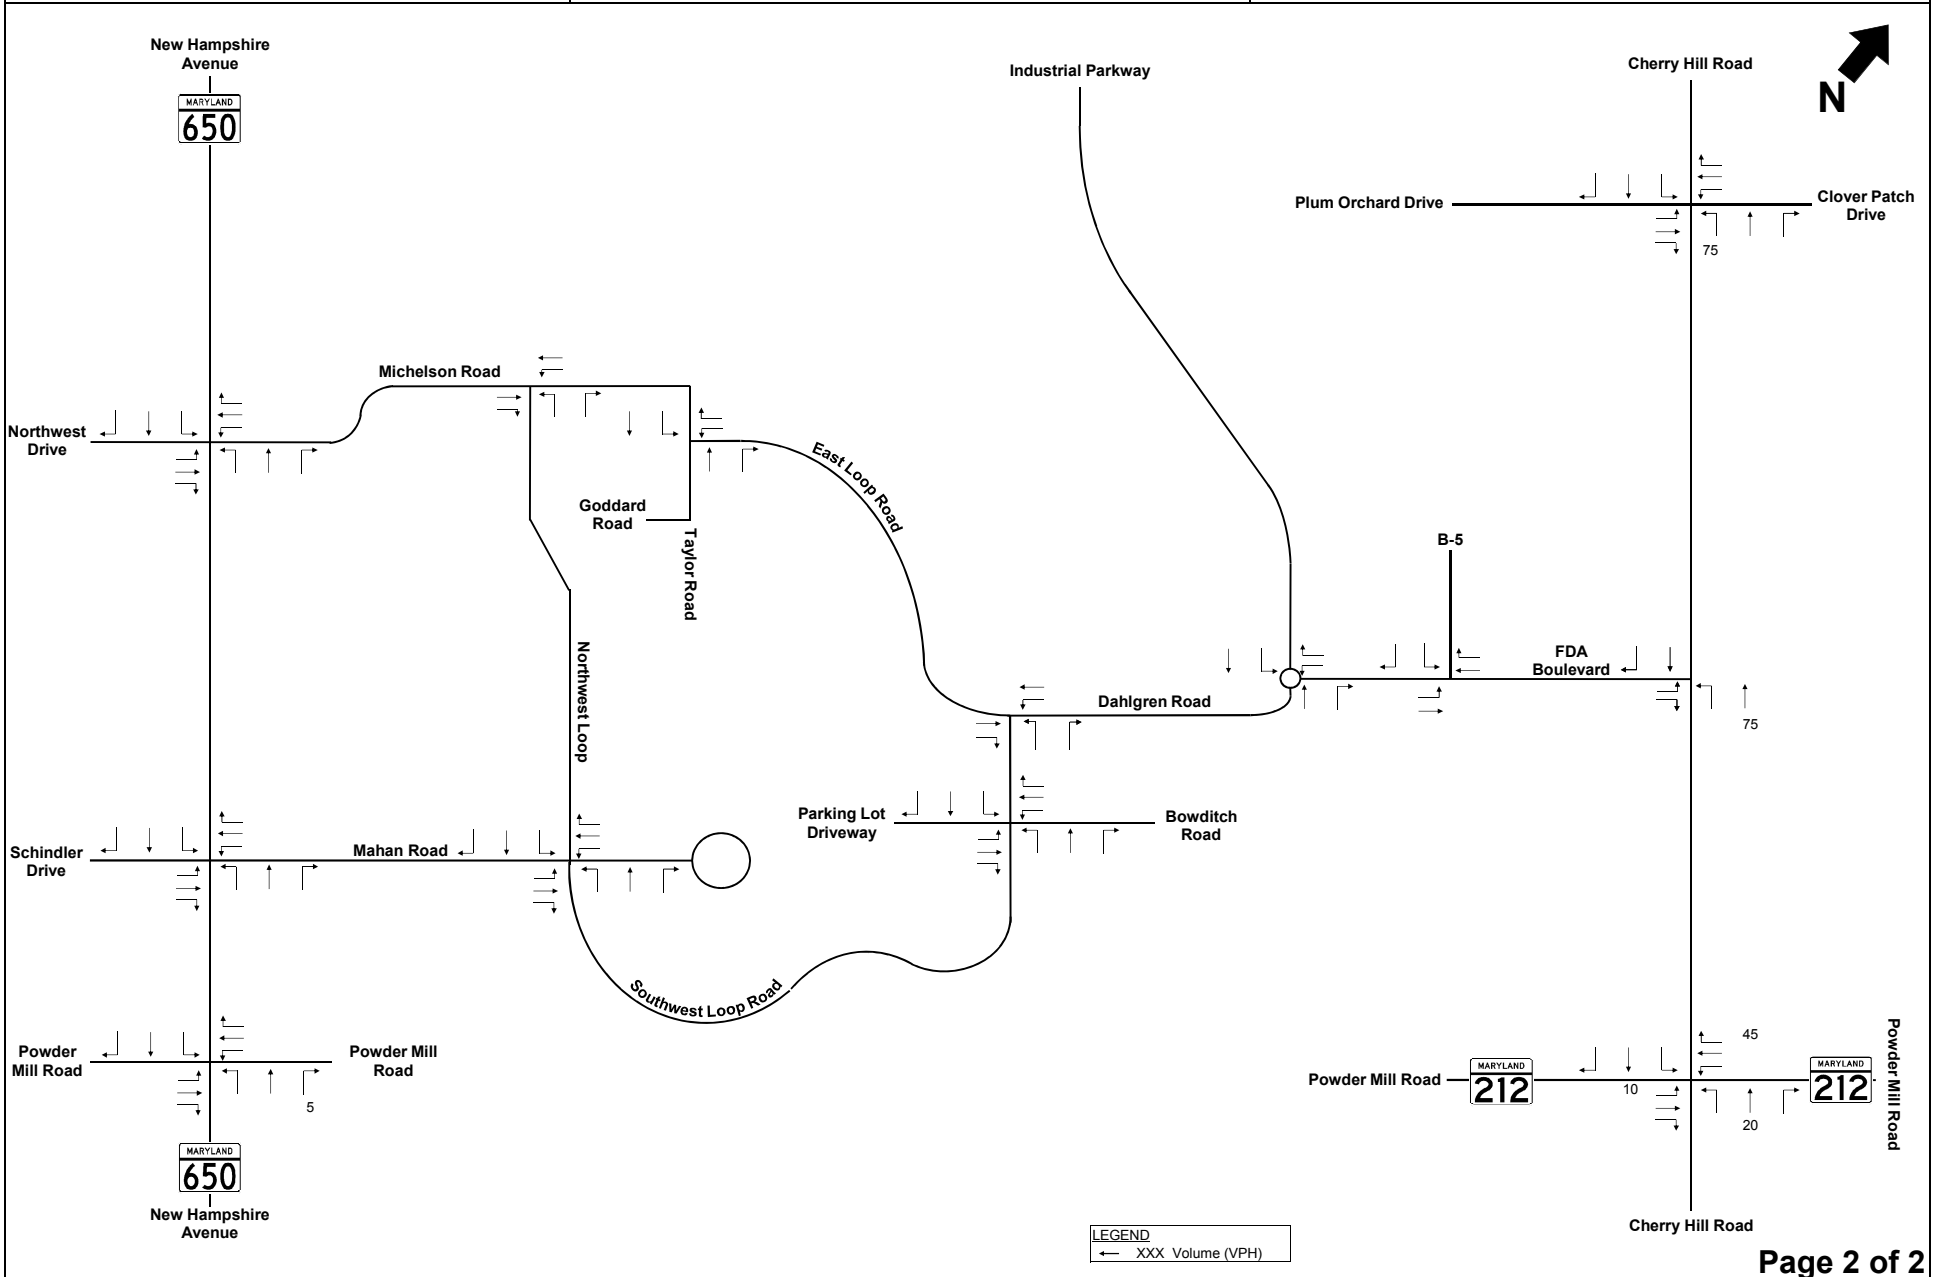 New Hampshire
Avenue
MARYLAND
650
Industrial Parkway
Cherry Hill Road
N
Plum Orchard Drive
Clover Patch
Drive
75
Michelson Road
Northwest
Drive
East Loop Road
Goddard
Road
Taylor Road
B-5
Northwest Loop
FDA
Boulevard
Dahlgren Road
75
Parking Lot
Driveway
Bowditch
Road
Schindler
Drive
Mahan Road
Southwest Loop Road
Powder
Mill Road
Powder Mill
Road
5
MARYLAND
650
New Hampshire
Avenue
45
Powder Mill Road
MARYLAND
212
10
20
MARYLAND
212
Powder Mill Road
Cherry Hill Road
LEGEND
XXX Volume (VPH)
Page 2 of 2